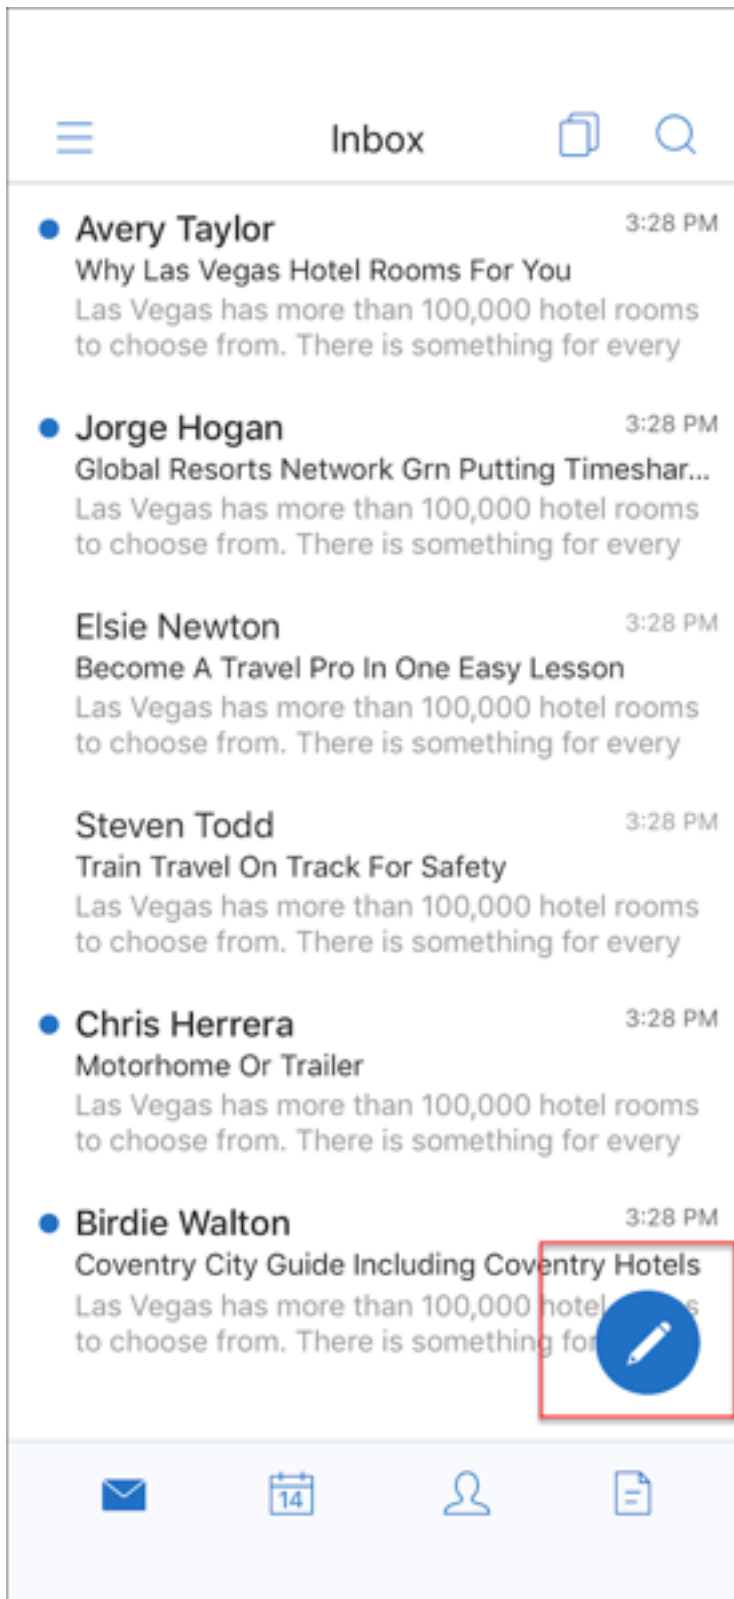 Inbox
Avery Taylor 3:28 PM
Why Las Vegas Hotel Rooms For You
Las Vegas has more than 100,000 hotel rooms
to choose from. There is something for every
Jorge Hogan 3:28 PM
Global Resorts Network Grn Putting Timeshar...
Las Vegas has more than 100,000 hotel rooms
to choose from. There is something for every
Elsie Newton 3:28 PM
Become A Travel Pro In One Easy Lesson
Las Vegas has more than 100,000 hotel rooms
to choose from. There is something for every
Steven Todd 3:28 PM
Train Travel On Track For Safety
Las Vegas has more than 100,000 hotel rooms
to choose from. There is something for every
Chris Herrera 3:28 PM
Motorhome Or Trailer
Las Vegas has more than 100,000 hotel rooms
to choose from. There is something for every
Birdie Walton 3:28 PM
Coventry City Guide Including Coventry Hotels
Las Vegas has more than 100,000 hotel
to choose from. There is something for
14